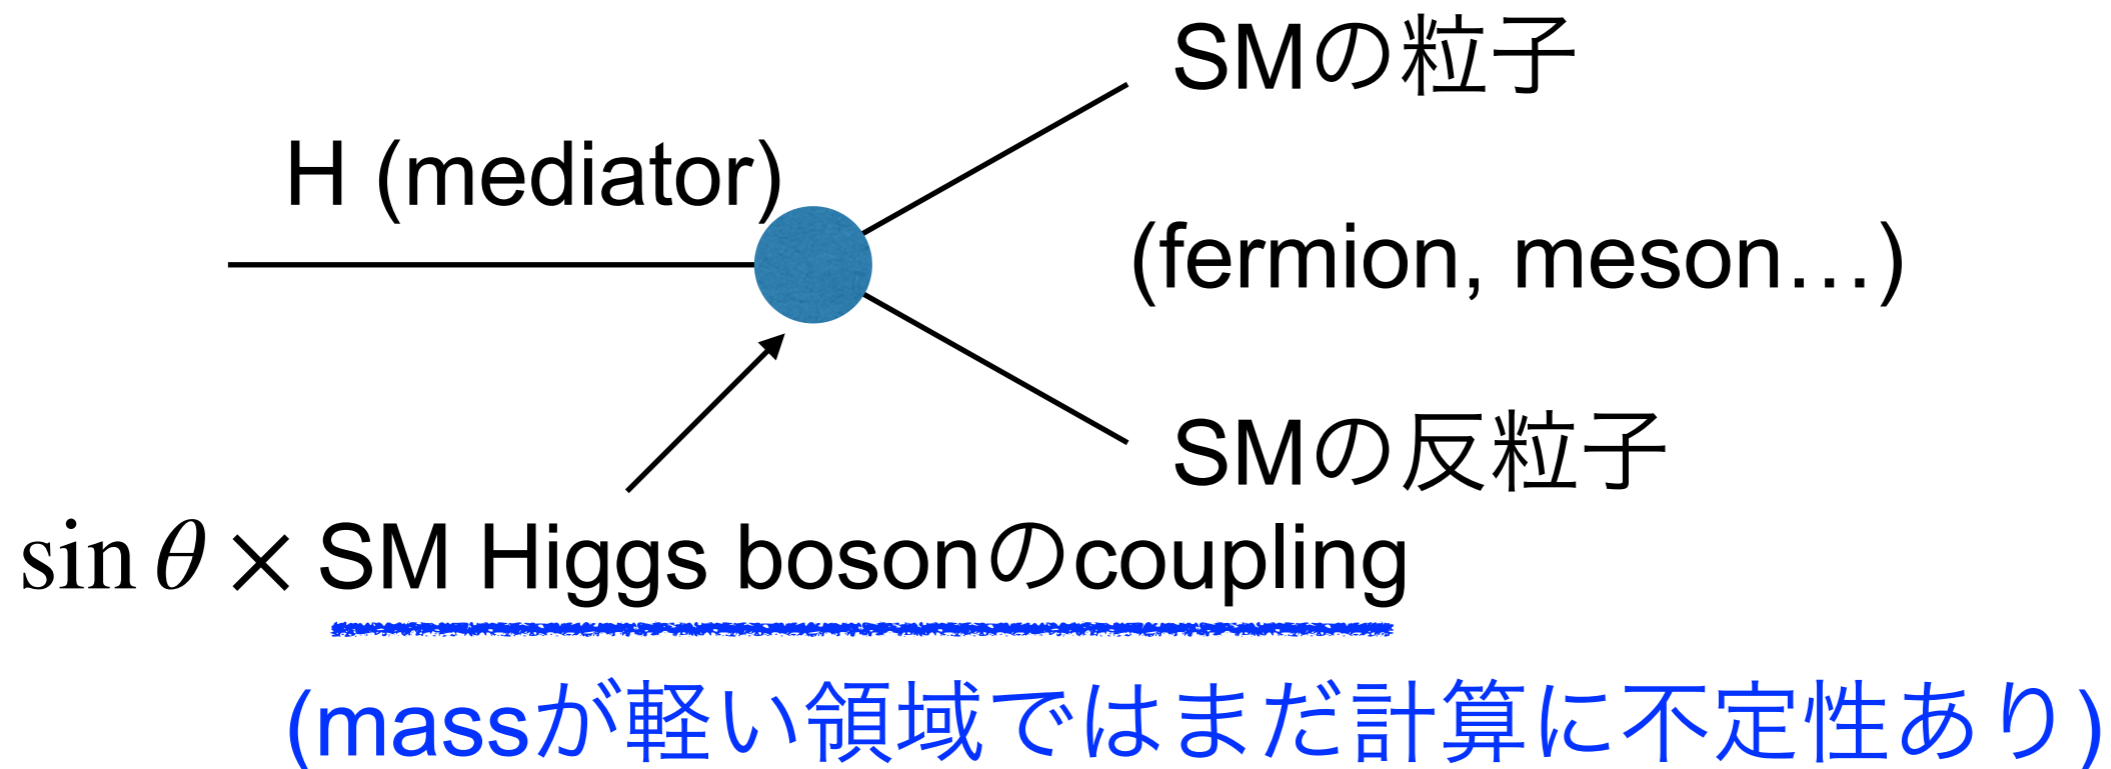 SMの粒子
H (mediator)
(fermion, meson…)
SMの反粒子
sin θ × SM Higgs bosonのcoupling
(massが軽い領域ではまだ計算に不定性あり)